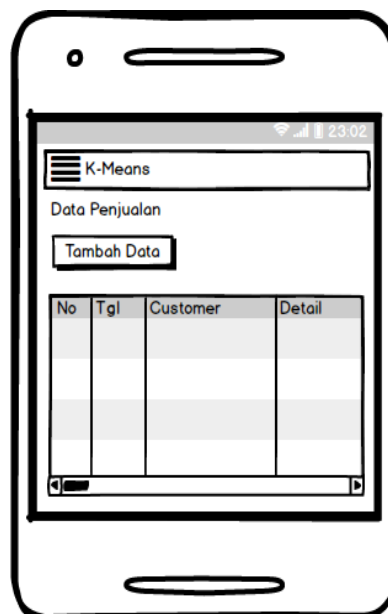 23:02
K-Means
Data Penjualan
Tambah Data
No Tgl Customer Detail